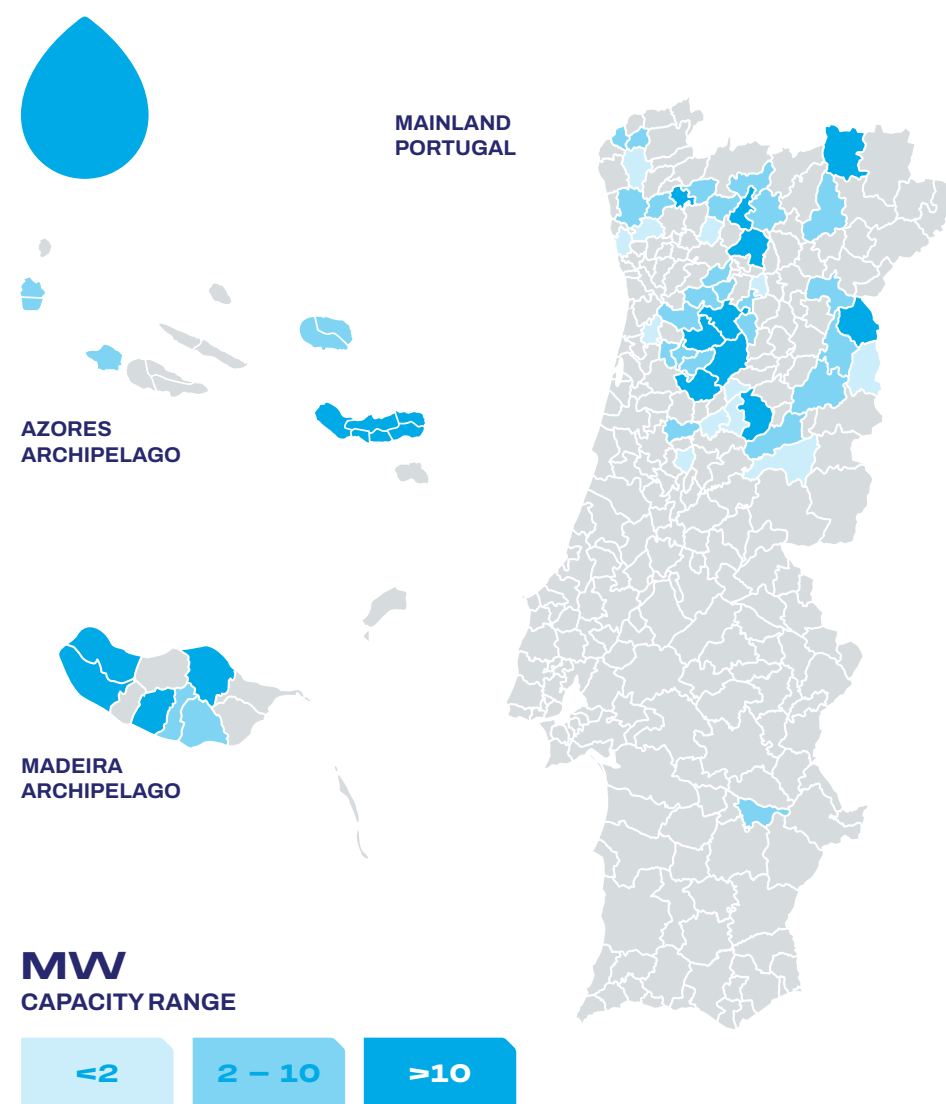 MAINLAND
PORTUGAL
AZORES
ARCHIPELAGO
MADEIRA
ARCHIPELAGO
MW
CAPACITY RANGE
≤2
2 – 10
>10